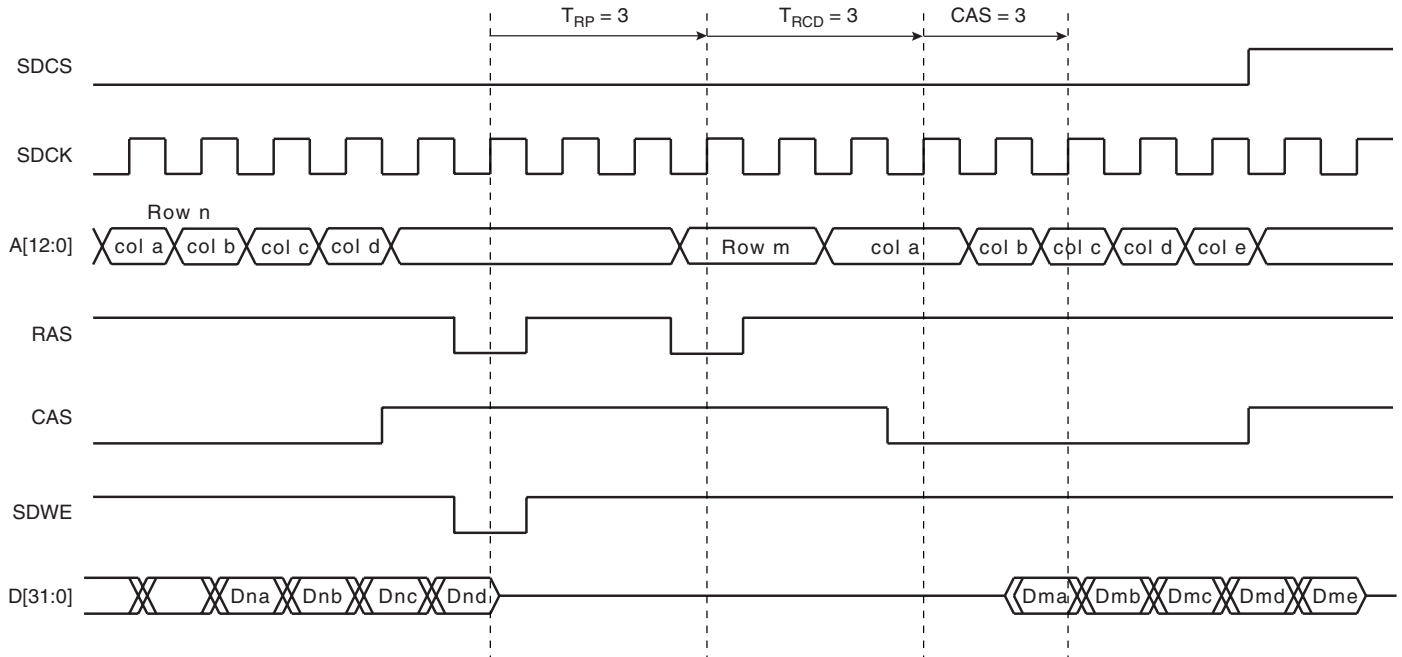 T_RP = 3 T_RCD = 3 CAS = 3
SDCS
SDCK
Row n
A[12:0] col a col b col c col d Row m col a col b col c col d col e
RAS
CAS
SDWE
D[31:0] Dna Dnb Dnc Dnd Dma Dmb Dmc Dmd Dme